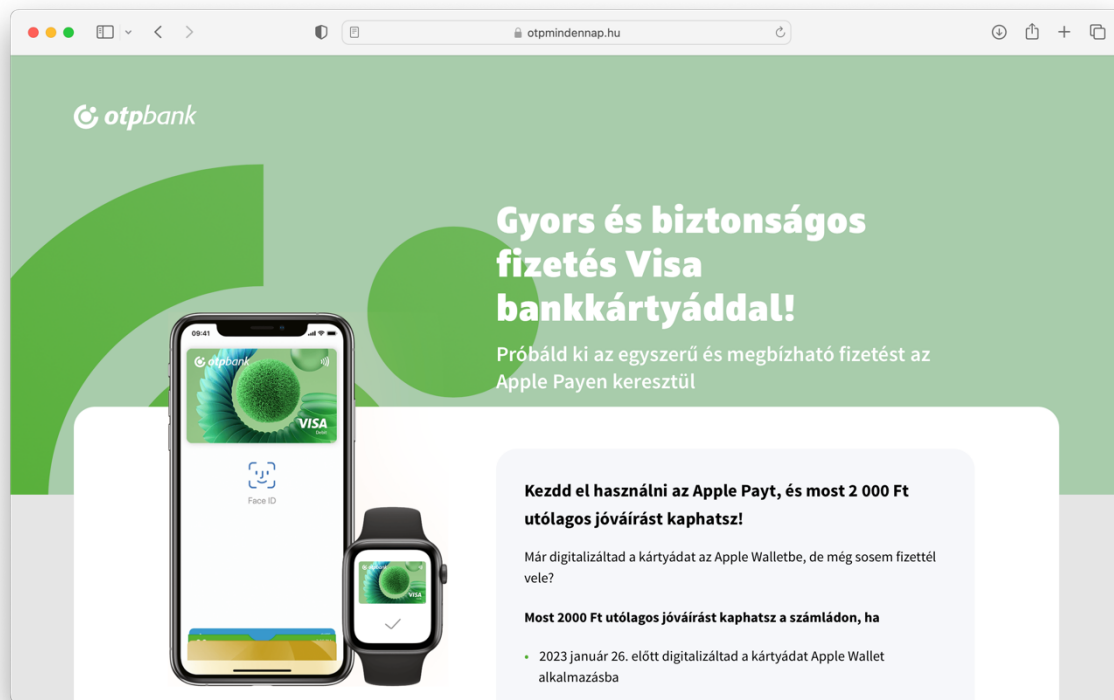 otpmindennap.hu
otpbank
Gyors és biztonságos
fizetés Visa
bankkártyáddal!
Próbáld ki az egyszerű és megbízható fizetést az
Apple Payen keresztül
09:41
otpbank
VISA
Debit
Face ID
VISA
Kezdd el használni az Apple Payt, és most 2 000 Ft
utólagos jóváírást kaphatsz!
Már digitalizáltad a kártyádat az Apple Walletbe, de még sosem fizettél
vele?
Most 2000 Ft utólagos jóváírást kaphatsz a számládon, ha
• 2023 január 26. előtt digitalizáltad a kártyádat Apple Wallet
alkalmazásba